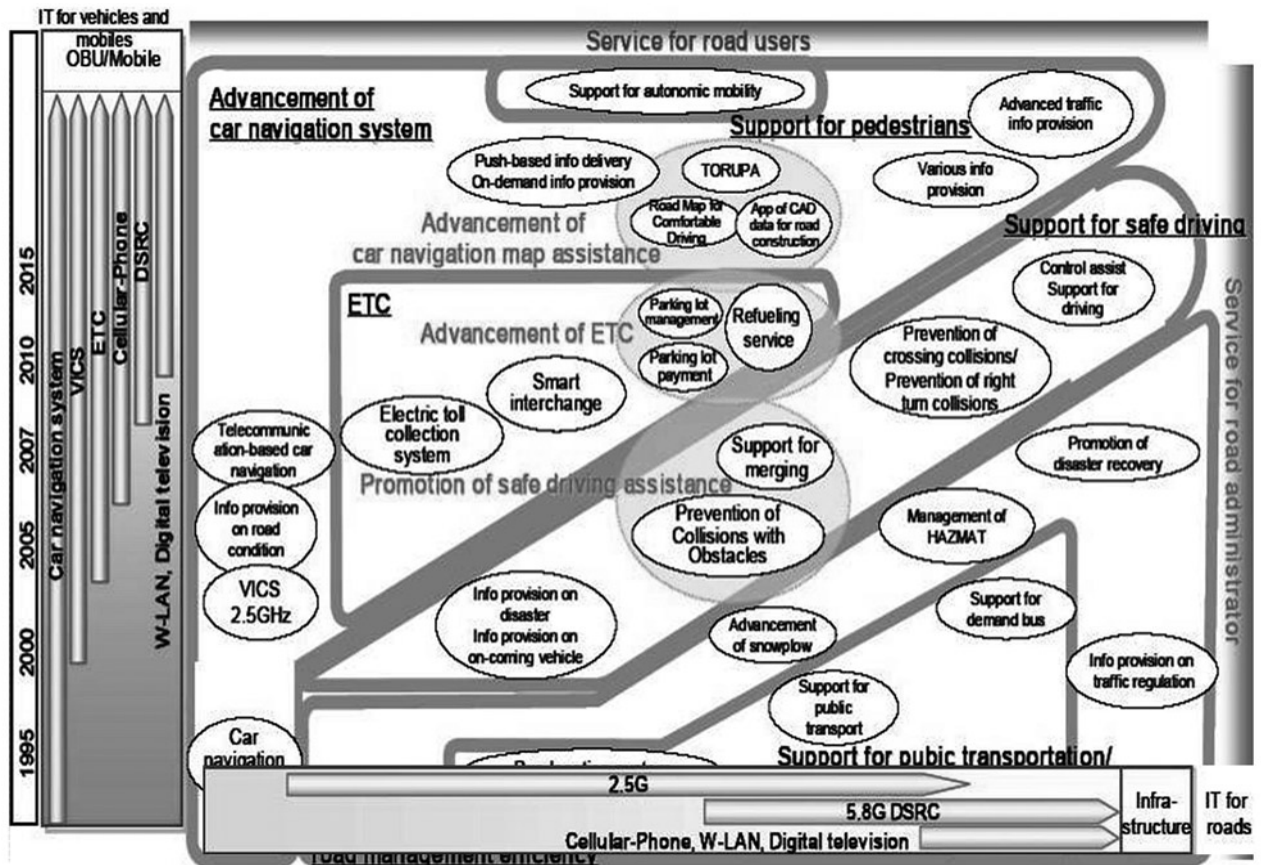 IT for vehicles and
mobiles
OBU/Mobile
Service for road users
Advancement of
car navigation system
Support for autonomic mobility
Support for pedestrians
Advanced traffic
info provision
Push-based info delivery
On-demand info provision
TORUPA
Various info
provision
Road Map for
Comfortable
Driving
App of CAD
data for road
construction
Advancement of
car navigation map assistance
Support for safe driving
Control assist
Support for
driving
ETC
Parking lot
management
Refueling
service
Advancement of ETC
Parking lot
payment
Prevention of
crossing collisions/
Prevention of right
turn collisions
Smart
interchange
Electric toll
collection
system
Telecommunic
ation-based car
navigation
Support for
merging
Promotion of
disaster recovery
Promotion of safe driving assistance
Info provision
on road
condition
Prevention of
Collisions with
Obstacles
Management of
HAZMAT
VICS
2.5GHz
Info provision on
disaster
Info provision on
on-coming vehicle
Advancement
of snowplow
Support for
demand bus
Info provision on
traffic regulation
Support for
public
transport
Car
navigation
Support for pubic transportation/
2.5G
5.8G DSRC
Cellular-Phone, W-LAN, Digital television
Infra-
structure
IT for
roads
road management efficiency
Service for road administrator
2015
2010
2007
2005
2000
1995
Car navigation system
VICS
ETC
Cellular-Phone
DSRC
W-LAN, Digital television